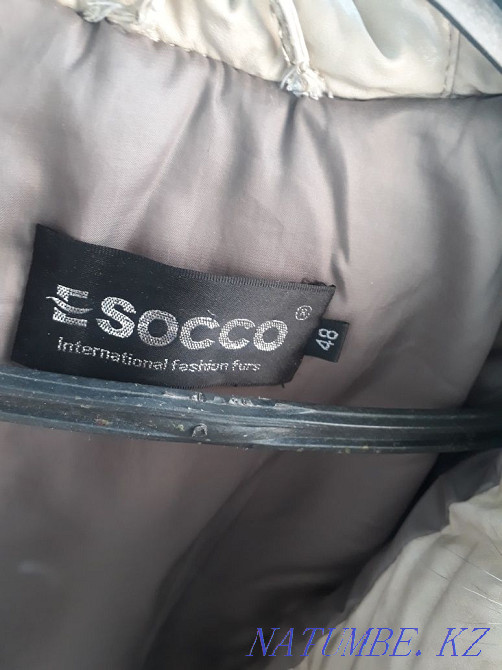 ESOCCO ®
international fashion furs
48
NATUMBE. KZ